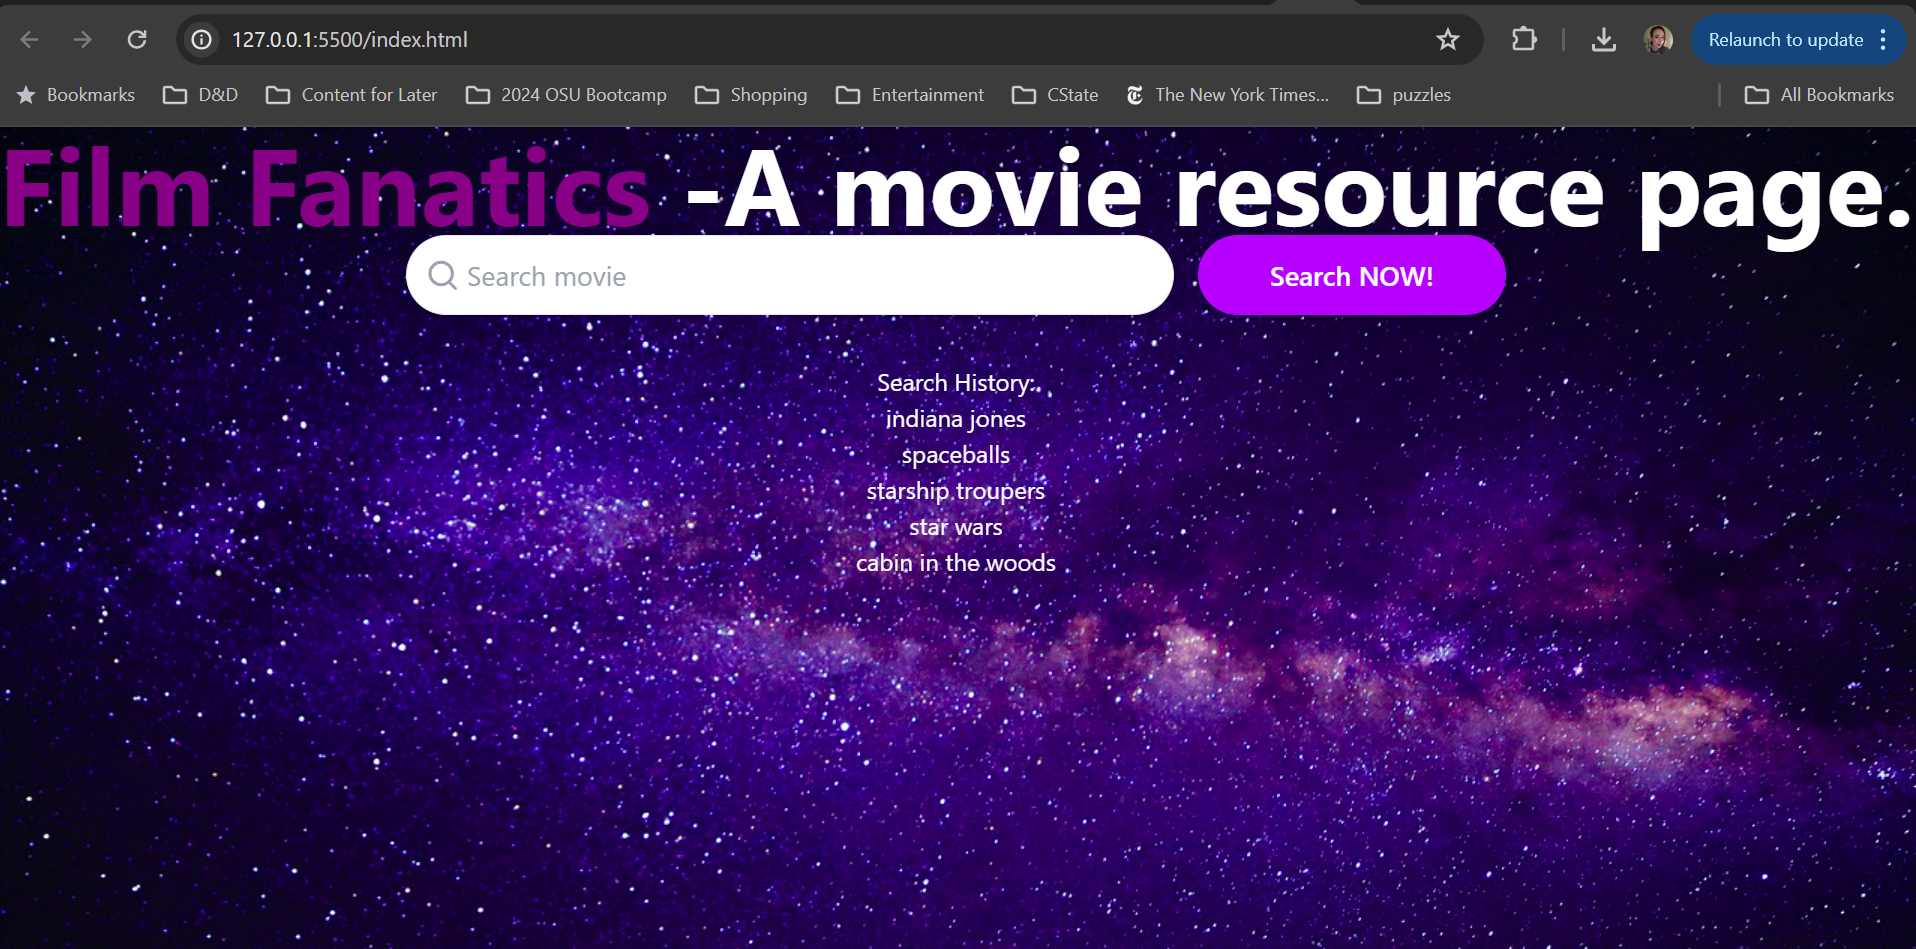 127.0.0.1:5500/index.html
Relaunch to update
Bookmarks D&D Content for Later 2024 OSU Bootcamp Shopping Entertainment CState The New York Times... puzzles All Bookmarks
Film Fanatics -A movie resource page.
Search movie Search NOW!
Search History:
indiana jones
spaceballs
starship troupers
star wars
cabin in the woods